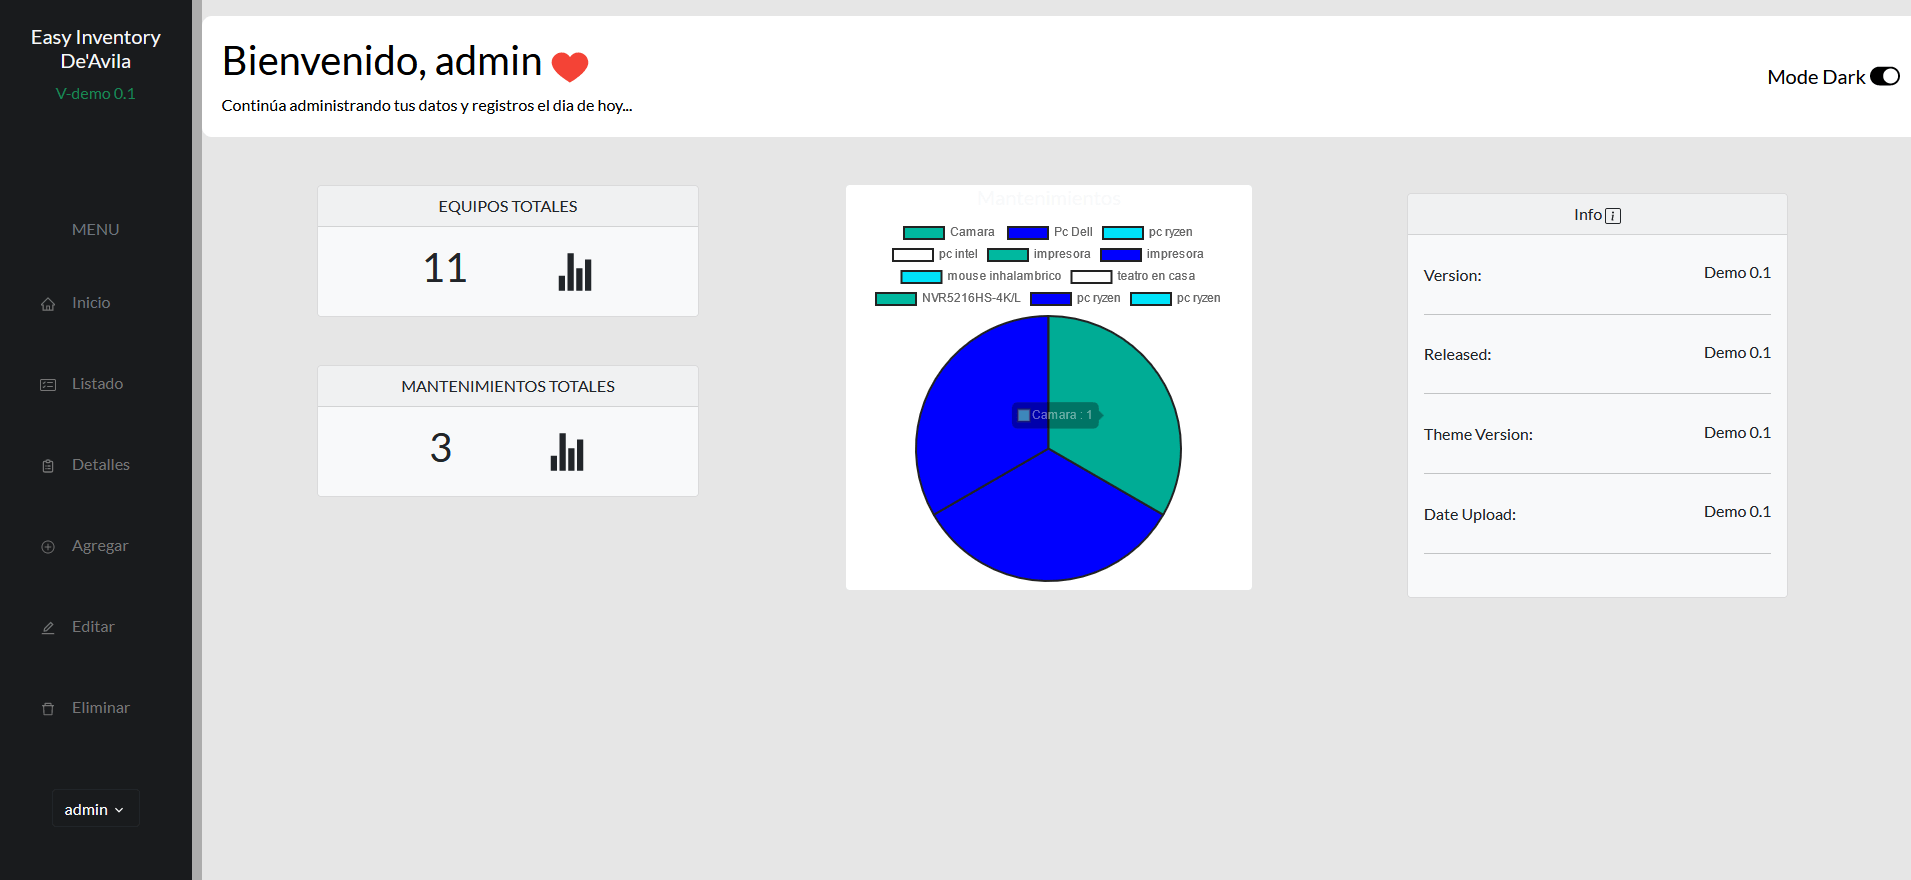 Easy Inventory
De'Avila
V-demo 0.1
MENU
Inicio
Listado
Detalles
Agregar
Editar
Eliminar
admin
Bienvenido, admin
Continúa administrando tus datos y registros el dia de hoy...
Mode Dark
EQUIPOS TOTALES
11
MANTENIMIENTOS TOTALES
3
Mantenimientos
Camara Pc Dell pc ryzen
pc intel impresora impresora
mouse inhalambrico teatro en casa
NVR5216HS-4K/L pc ryzen pc ryzen
Camara : 1
Info
Version: Demo 0.1
Released: Demo 0.1
Theme Version: Demo 0.1
Date Upload: Demo 0.1